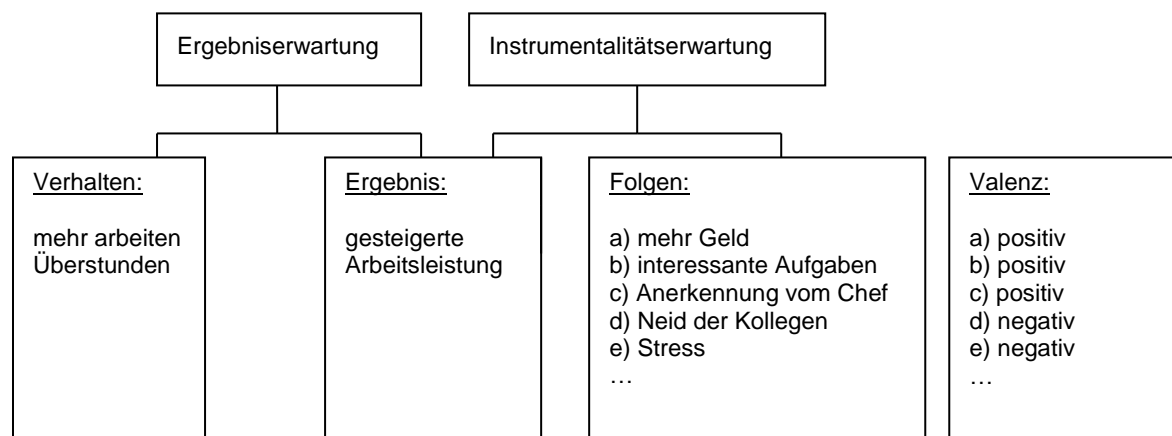 Ergebniserwartung
Instrumentalitätserwartung
Verhalten:
mehr arbeiten
Überstunden
Ergebnis:
gesteigerte
Arbeitsleistung
Folgen:
a) mehr Geld
b) interessante Aufgaben
c) Anerkennung vom Chef
d) Neid der Kollegen
e) Stress
…
Valenz:
a) positiv
b) positiv
c) positiv
d) negativ
e) negativ
…